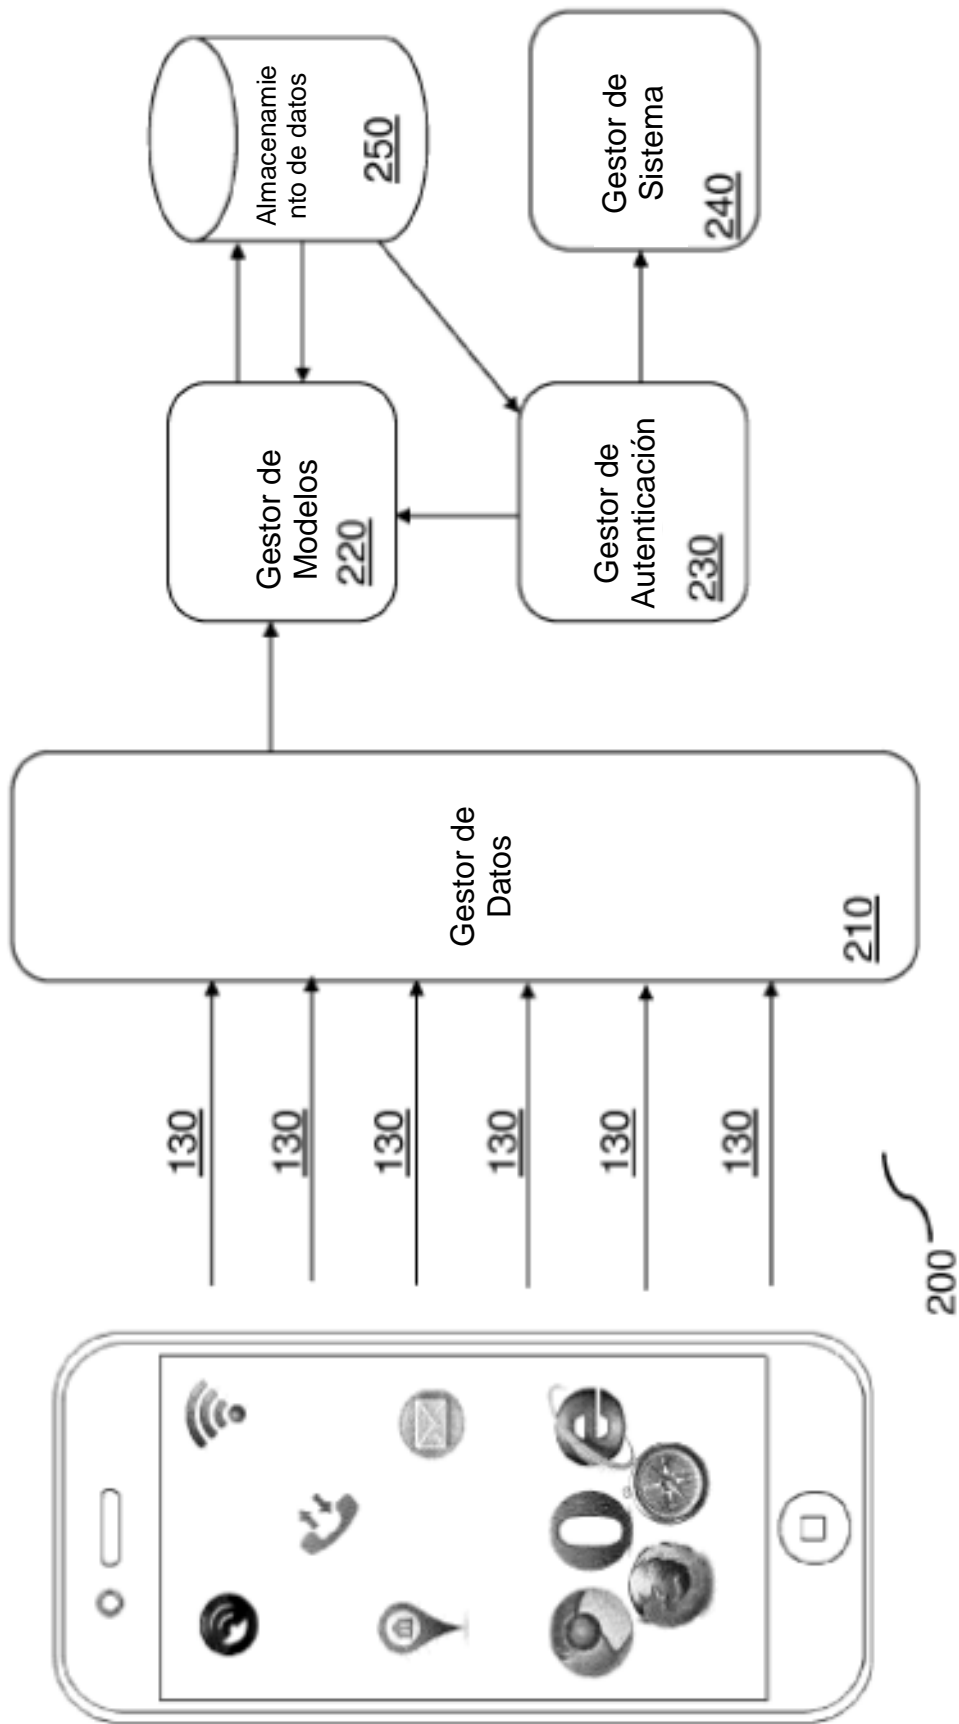 130
130
130
130
130
130
200
Gestor de
Datos
210
Gestor de
Modelos
220
Gestor de
Autenticación
230
Almacenamie
nto de datos
250
Gestor de
Sistema
240